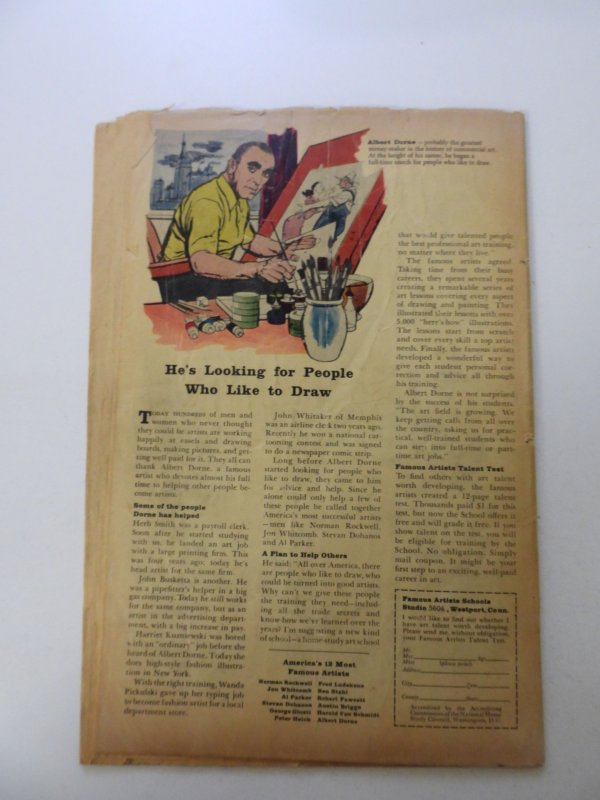 Albert Dorne — probably the greatest
money-maker in the history of commercial art.
At the height of his career, he began a
full-time search for people who like to draw.
He's Looking for People
Who Like to Draw
TODAY HUNDREDS of men and
women who never thought
they could be artists are working
happily at easels and drawing
boards, making pictures, and get-
ting well paid for it. They all can
thank Albert Dorne, a famous
artist who devotes almost his full
time to helping other people be-
come artists.
Some of the people
Dorne has helped
Herb Smith was a payroll clerk.
Soon after he started studying
with us, he landed an art job
with a large printing firm. This
was four years ago; today he's
head artist for the same firm.
John Busketta is another. He
was a pipefitter's helper in a big
gas company. Today he still works
for the same company, but as an
artist in the advertising depart-
ment, with a big increase in pay.
Harriet Kuzniewski was bored
with an "ordinary" job before she
heard of Albert Dorne. Today she
does high-style fashion illustra-
tion in New York.
With the right training, Wanda
Pickulski gave up her typing job
to become fashion artist for a local
department store.
John Whitaker of Memphis
was an airline clerk two years ago.
Recently he won a national car-
tooning contest and was signed
to do a newspaper comic strip.
Long before Albert Dorne
started looking for people who
like to draw, they came to him
for advice and help. Since he
alone could only help a few of
these people he called together
America's most successful artists
—men like Norman Rockwell,
Jon Whitcomb, Stevan Dohanos
and Al Parker.
A Plan to Help Others
He said: "All over America, there
are people who like to draw, who
could be turned into good artists.
Why can't we give these people
the training they need—includ-
ing all the trade secrets and
know-how we've learned over the
years? I'm suggesting a new kind
of school—a home-study art school
America's 12 Most
Famous Artists
Norman Rockwell
Jon Whitcomb
Al Parker
Stevan Dohanos
George Giusti
Peter Helck
Fred Ludekens
Ben Stahl
Robert Fawcett
Austin Briggs
Harold Von Schmidt
Albert Dorne
that would give talented people
the best professional art training,
no matter where they live."
The famous artists agreed.
Taking time from their busy
careers, they spent several years
creating a remarkable series of
art lessons covering every aspect
of drawing and painting. They
illustrated their lessons with over
5,000 "here's-how" illustrations.
The lessons start from scratch
and cover every skill a top artist
needs. Finally, the famous artists
developed a wonderful way to
give each student personal cor-
rection and advice all through
his training.
Albert Dorne is not surprised
by the success of his students.
"The art field is growing. We
keep getting calls from all over
the country, asking us for prac-
tical, well-trained students who
can step into full-time or part-
time art jobs."
Famous Artists Talent Test
To find others with art talent
worth developing, the famous
artists created a 12-page talent
test. Thousands paid $1 for this
test, but now the School offers it
free and will grade it free. If you
show talent on the test, you will
be eligible for training by the
School. No obligation. Simply
mail coupon. It might be your
first step to an exciting, well-paid
career in art.
Famous Artists Schools
Studio 5606, Westport, Conn.
I would like to find out whether I
have art talent worth developing.
Please send me, without obligation,
your Famous Artists Talent Test.
Mr.
Mrs. Age
Miss (please print)
Address
City Zone
County State
Accredited by the Accrediting
Commission of the National Home
Study Council, Washington, D.C.